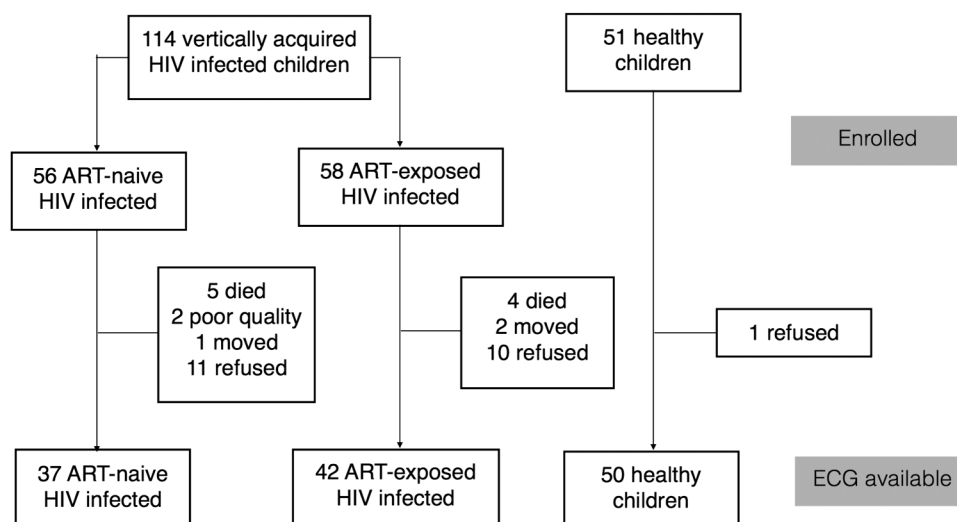 114 vertically acquired
HIV infected children
51 healthy
children
Enrolled
56 ART-naive
HIV infected
58 ART-exposed
HIV infected
5 died
2 poor quality
1 moved
11 refused
4 died
2 moved
10 refused
1 refused
37 ART-naive
HIV infected
42 ART-exposed
HIV infected
50 healthy
children
ECG available